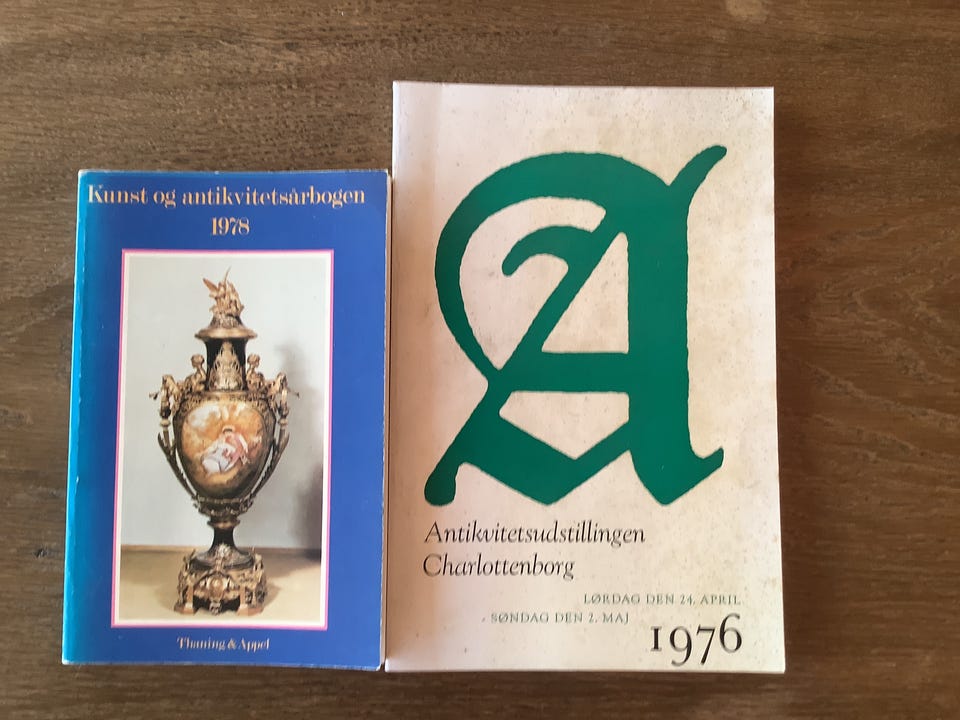 Kunst og antikvitetsårbogen
1978
Thaning & Appel
A
Antikvitetsudstillingen
Charlottenborg
LØRDAG DEN 24. APRIL
SØNDAG DEN 2. MAJ
1976